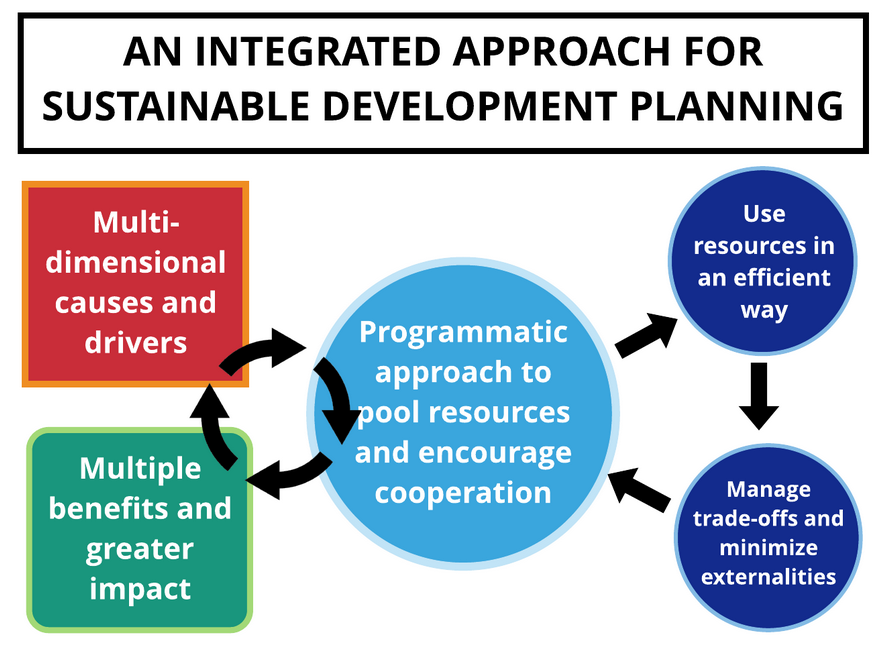 AN INTEGRATED APPROACH FOR
SUSTAINABLE DEVELOPMENT PLANNING
Multi-
dimensional
causes and
drivers
Multiple
benefits and
greater
impact
Programmatic
approach to
pool resources
and encourage
cooperation
Use
resources in
an efficient
way
Manage
trade-offs and
minimize
externalities